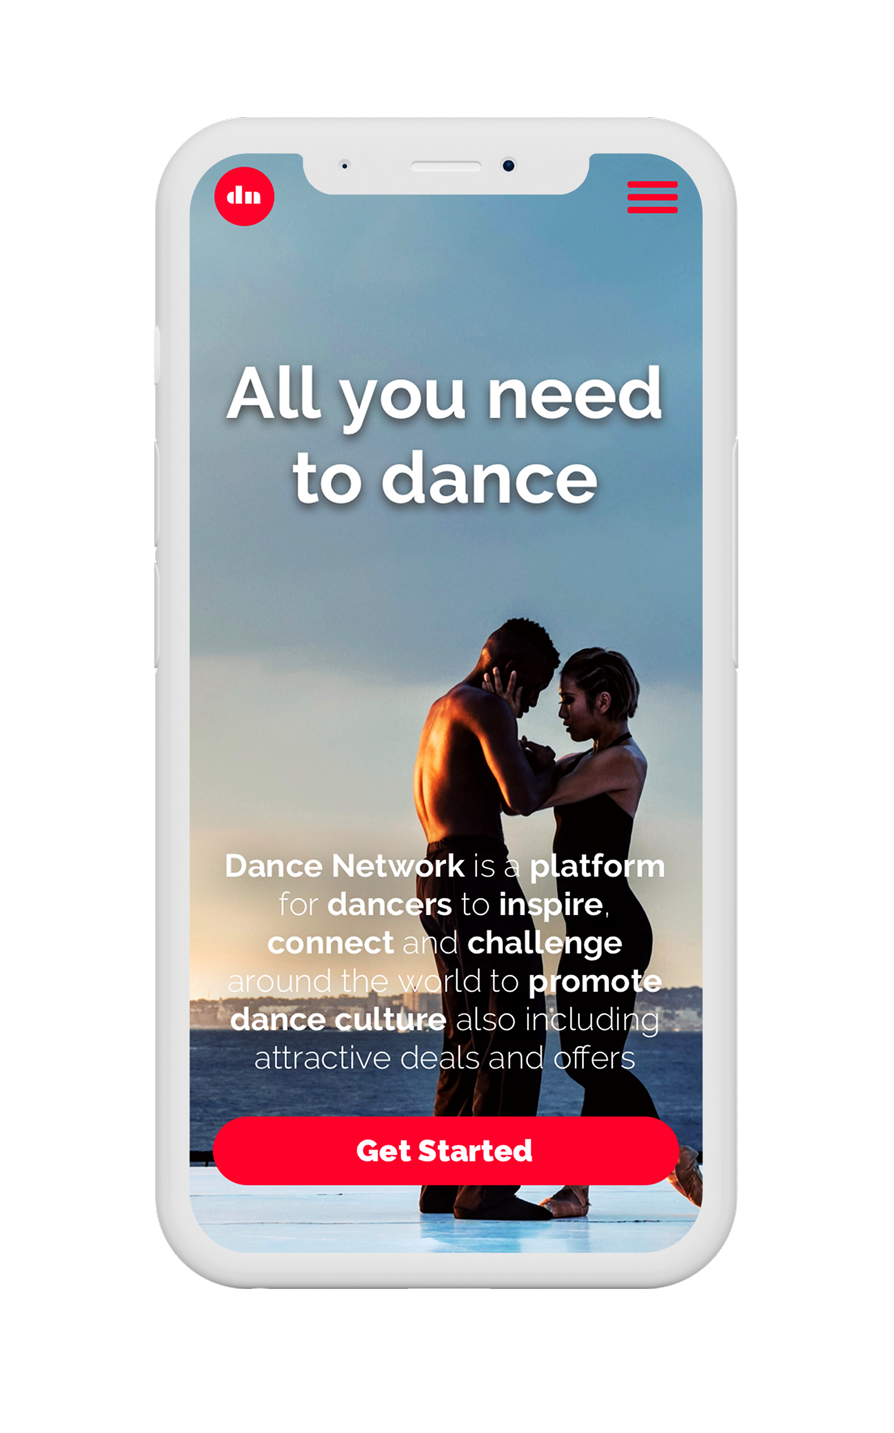 dn
All you need
to dance
Dance Network is a platform
for dancers to inspire,
connect and challenge
around the world to promote
dance culture also including
attractive deals and offers
Get Started